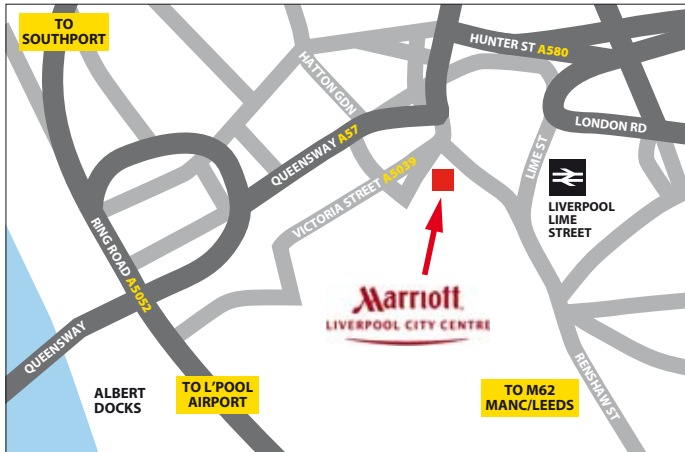 TO
SOUTHPORT
HUNTER ST A580
HATTON GDN
LONDON RD
QUEENSWAY A57
LIME ST
VICTORIA STREET A5039
LIVERPOOL
LIME
STREET
RING ROAD A5052
Marriott
LIVERPOOL CITY CENTRE
QUEENSWAY
RENSHAW ST
ALBERT
DOCKS
TO L'POOL
AIRPORT
TO M62
MANC/LEEDS